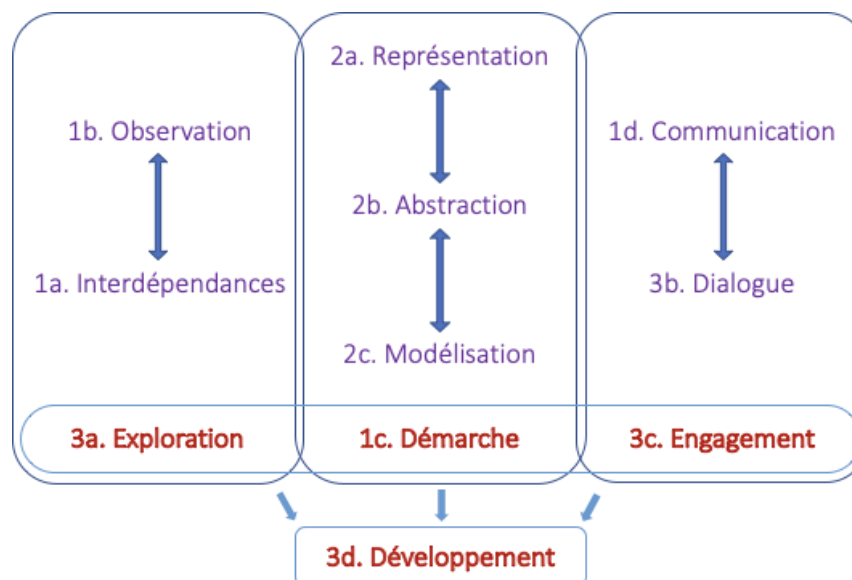 2a. Représentation
1b. Observation
1d. Communication
2b. Abstraction
1a. Interdépendances
3b. Dialogue
2c. Modélisation
3a. Exploration
1c. Démarche
3c. Engagement
3d. Développement